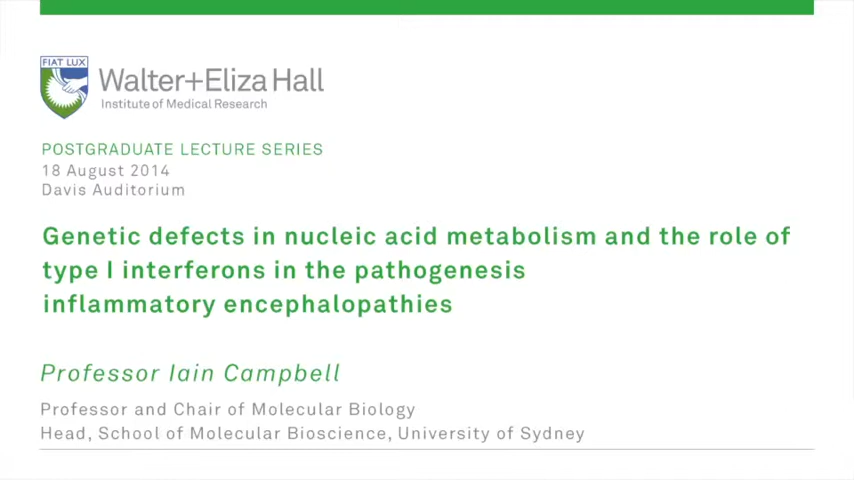 FIAT LUX
Walter+Eliza Hall
Institute of Medical Research
POSTGRADUATE LECTURE SERIES
18 August 2014
Davis Auditorium
Genetic defects in nucleic acid metabolism and the role of
type I interferons in the pathogenesis
inflammatory encephalopathies
Professor Iain Campbell
Professor and Chair of Molecular Biology
Head, School of Molecular Bioscience, University of Sydney